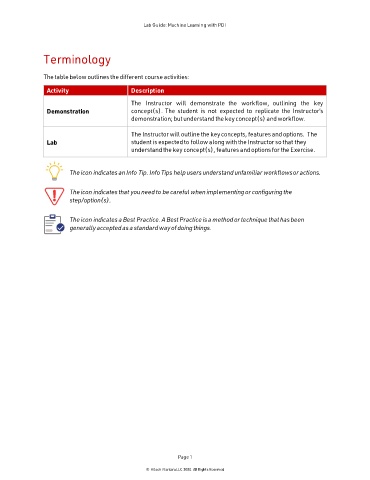 Lab Guide: Machine Learning with PDI
Terminology
The table below outlines the different course activities:
Activity Description
Demonstration
The Instructor will demonstrate the workflow, outlining the key
concept(s). The student is not expected to replicate the Instructor's
demonstration; but understand the key concept(s) and workflow.
Lab
The Instructor will outline the key concepts, features and options. The
student is expected to follow along with the Instructor so that they
understand the key concept(s), features and options for the Exercise.
The icon indicates an Info Tip. Info Tips help users understand unfamiliar workflows or actions.
The icon indicates that you need to be careful when implementing or configuring the
step/option(s).
The icon indicates a Best Practice. A Best Practice is a method or technique that has been
generally accepted as a standard way of doing things.
Page 1
© Hitachi Vantara LLC 2020. All Rights Reserved